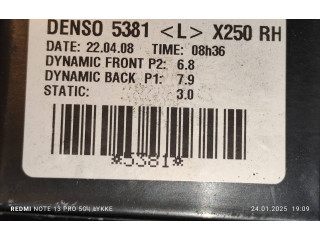 DENSO 5381 <L> X250 RH
DATE: 22.04.08 TIME: 08h36
DYNAMIC FRONT P2: 6.8
DYNAMIC BACK P1: 7.9
STATIC: 3.0
*5381*
REDMI NOTE 13 PRO 5G
24.01.2025 19:09